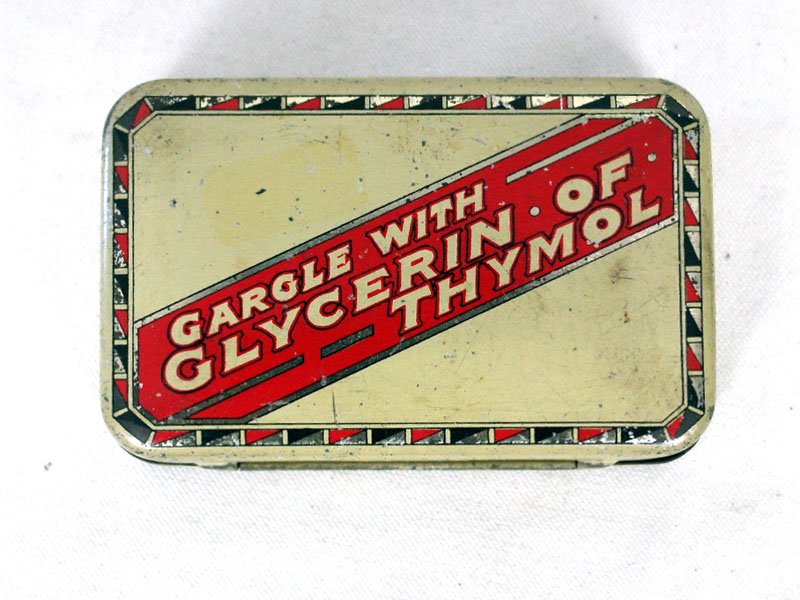 GARGLE WITH
GLYCERIN · OF
THYMOL